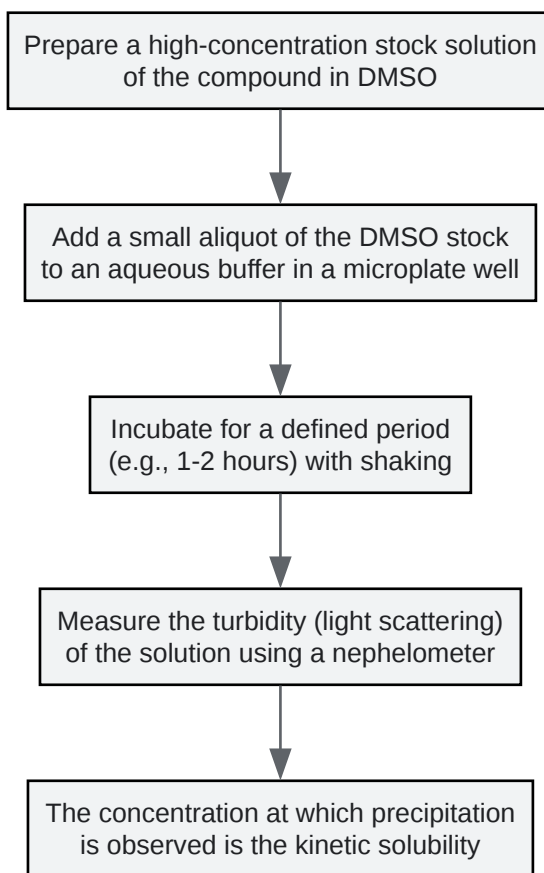 Prepare a high-concentration stock solution
of the compound in DMSO
Add a small aliquot of the DMSO stock
to an aqueous buffer in a microplate well
Incubate for a defined period
(e.g., 1-2 hours) with shaking
Measure the turbidity (light scattering)
of the solution using a nephelometer
The concentration at which precipitation
is observed is the kinetic solubility